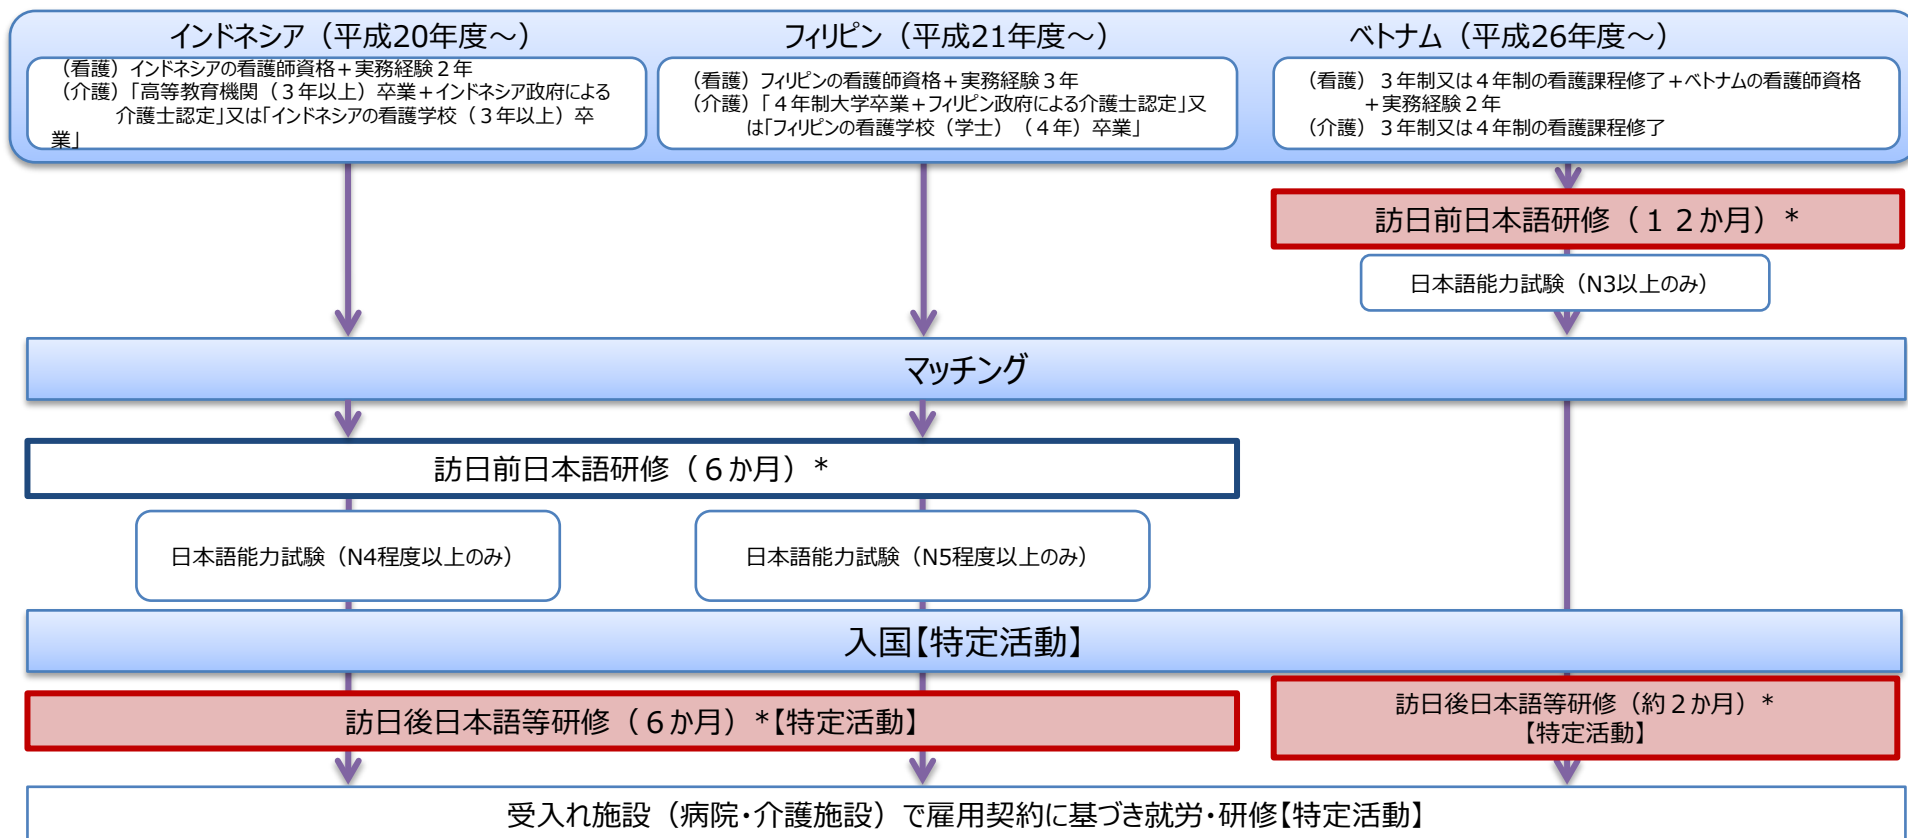 インドネシア（平成20年度～）
（看護）インドネシアの看護師資格＋実務経験２年
（介護）「高等教育機関（３年以上）卒業＋インドネシア政府による
介護士認定」又は「インドネシアの看護学校（３年以上）卒
業」
フィリピン（平成21年度～）
（看護）フィリピンの看護師資格＋実務経験３年
（介護）「４年制大学卒業＋フィリピン政府による介護士認定」又
は「フィリピンの看護学校（学士）（４年）卒業」
ベトナム（平成26年度～）
（看護）３年制又は４年制の看護課程修了＋ベトナムの看護師資格
＋実務経験２年
（介護）３年制又は４年制の看護課程修了
訪日前日本語研修（１２か月）*
日本語能力試験（N3以上のみ）
マッチング
訪日前日本語研修（６か月）*
日本語能力試験（N4程度以上のみ）
日本語能力試験（N5程度以上のみ）
入国【特定活動】
訪日後日本語等研修（６か月）*【特定活動】
訪日後日本語等研修（約２か月）*
【特定活動】
受入れ施設（病院・介護施設）で雇用契約に基づき就労・研修【特定活動】